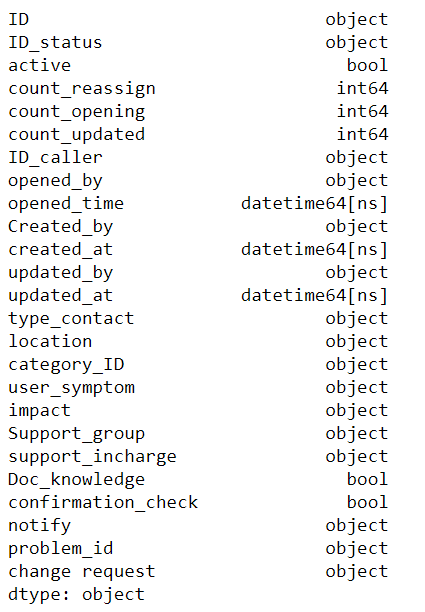 ID object
ID_status object
active bool
count_reassign int64
count_opening int64
count_updated int64
ID_caller object
opened_by object
opened_time datetime64[ns]
Created_by object
created_at datetime64[ns]
updated_by object
updated_at datetime64[ns]
type_contact object
location object
category_ID object
user_symptom object
impact object
Support_group object
support_incharge object
Doc_knowledge bool
confirmation_check bool
notify object
problem_id object
change request object
dtype: object